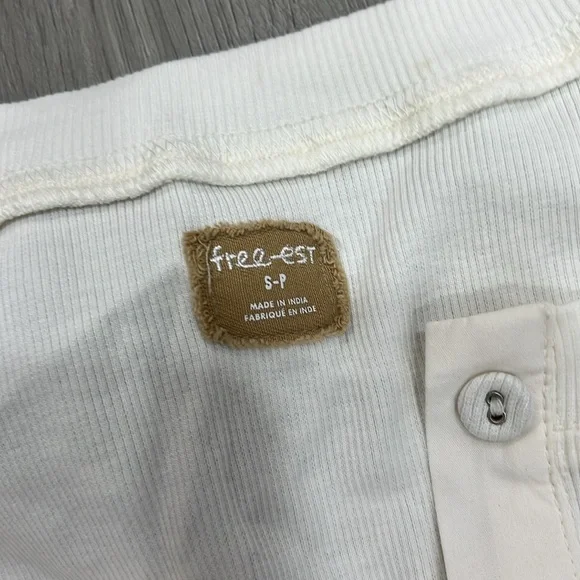 free-est
S-P
MADE IN INDIA
FABRIQUÉ EN INDE